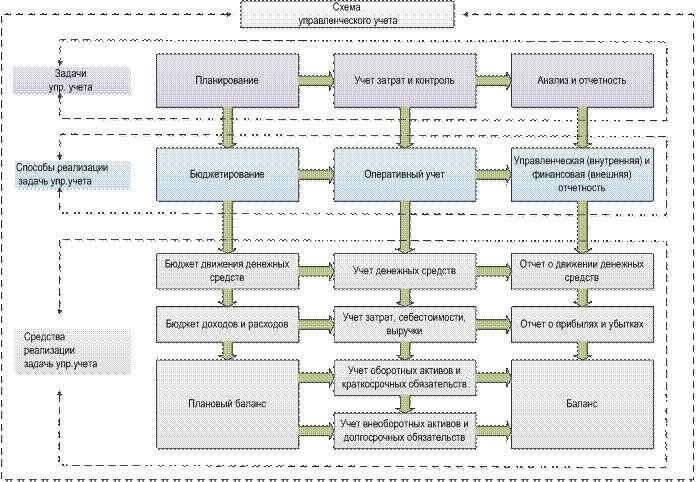 Схема
управленческого учета
Задачи
упр. учета
Планирование
Учет затрат и контроль
Анализ и отчетность
Способы реализации
задачь упр.учета
Бюджетирование
Оперативный учет
Управленческая (внутренняя) и
финансовая (внешняя)
отчетность
Средства
реализации
задачь упр.учета
Бюджет движения денежных
средств
Учет денежных средств
Отчет о движении денежных
средств
Бюджет доходов и расходов
Учет затрат, себестоимости,
выручки
Отчет о прибылях и убытках
Плановый баланс
Учет оборотных активов и
краткосрочных обязательств
Баланс
Учет внеоборотных активов и
долгосрочных обязательств